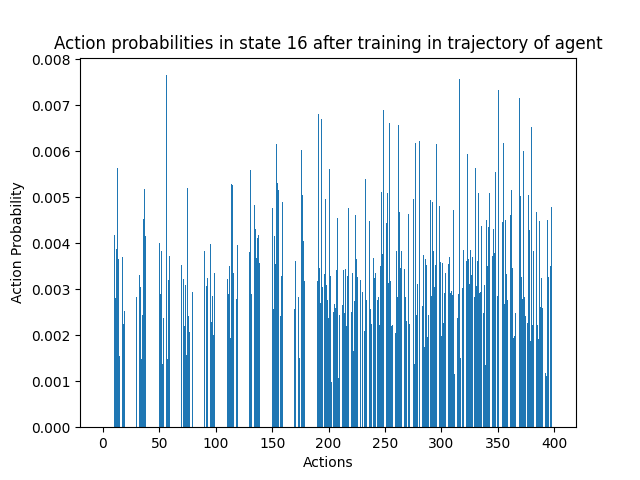 Action probabilities in state 16 after training in trajectory of agent
0.008
0.007
0.006
0.005
0.004
0.003
0.002
0.001
0.000
Action Probability
0 50 100 150 200 250 300 350 400
Actions